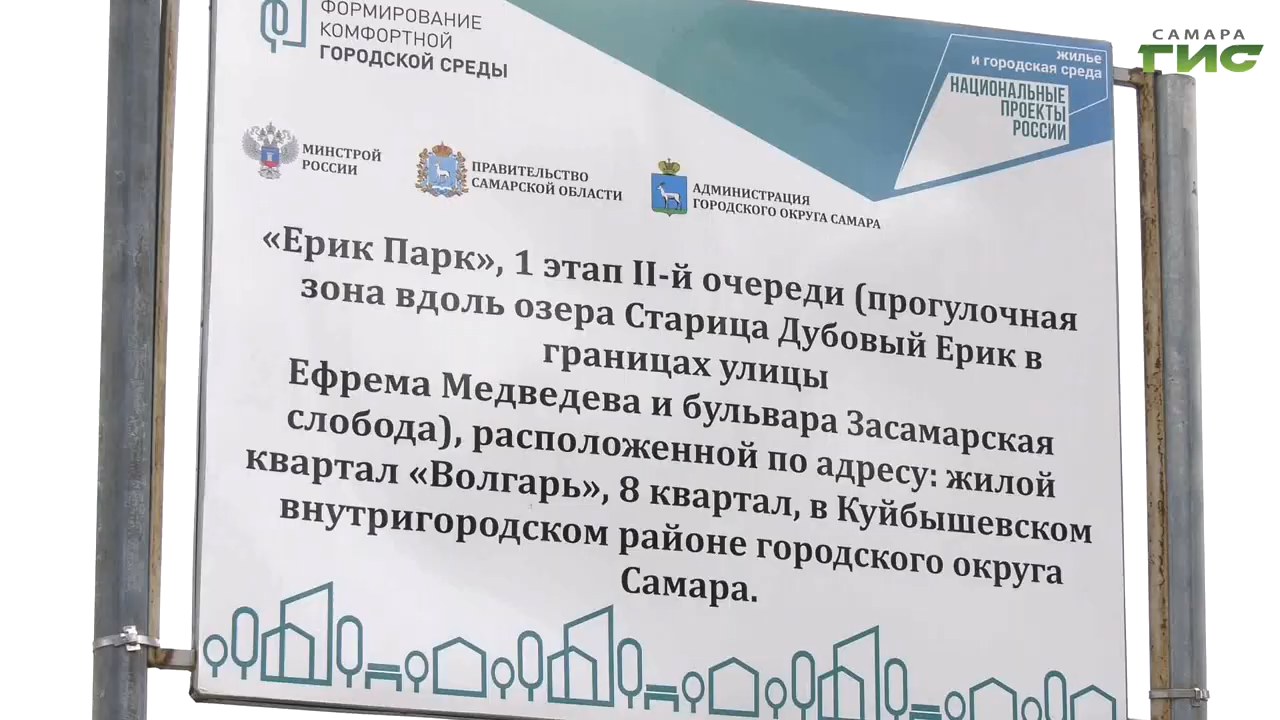 ФОРМИРОВАНИЕ
КОМФОРТНОЙ
ГОРОДСКОЙ СРЕДЫ
САМАРА
ГИС
жилье
и городская среда
НАЦИОНАЛЬНЫЕ
ПРОЕКТЫ
РОССИИ
МИНСТРОЙ
РОССИИ
ПРАВИТЕЛЬСТВО
САМАРСКОЙ ОБЛАСТИ
АДМИНИСТРАЦИЯ
ГОРОДСКОГО ОКРУГА САМАРА
«Ерик Парк», 1 этап II-й очереди (прогулочная
зона вдоль озера Старица Дубовый Ерик в
границах улицы
Ефрема Медведева и бульвара Засамарская
слобода), расположенной по адресу: жилой
квартал «Волгарь», 8 квартал, в Куйбышевском
внутригородском районе городского округа
Самара.